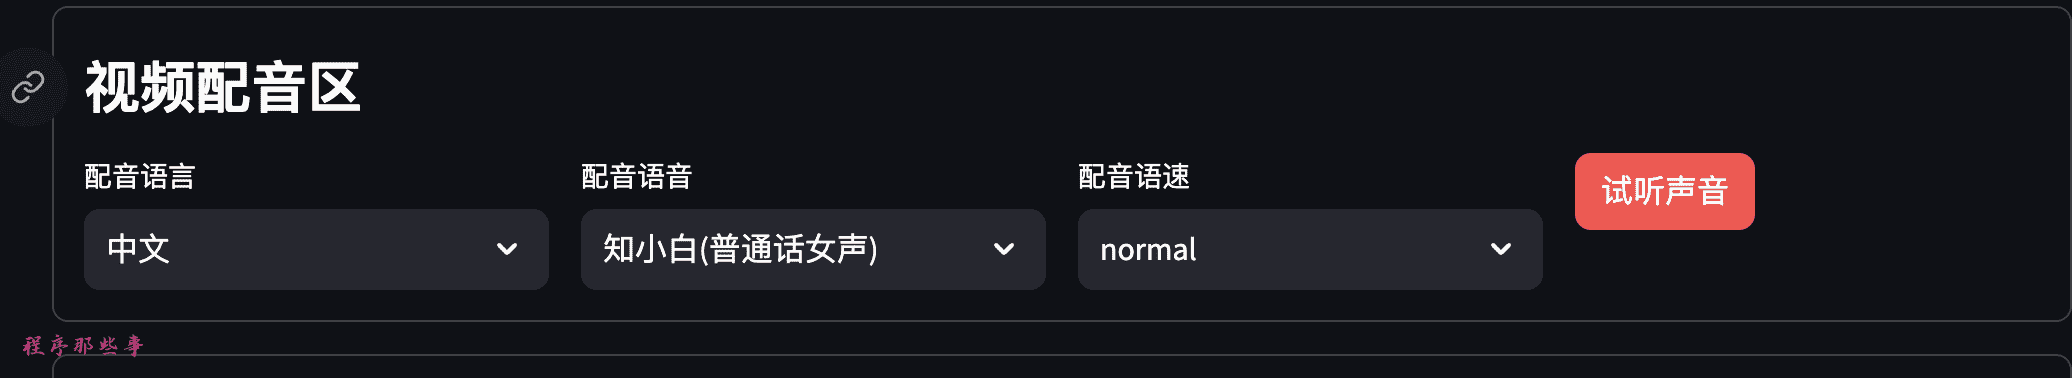 视频配音区
配音语言
配音语音
配音语速
试听声音
中文
知小白(普通话女声)
normal
程序那些事